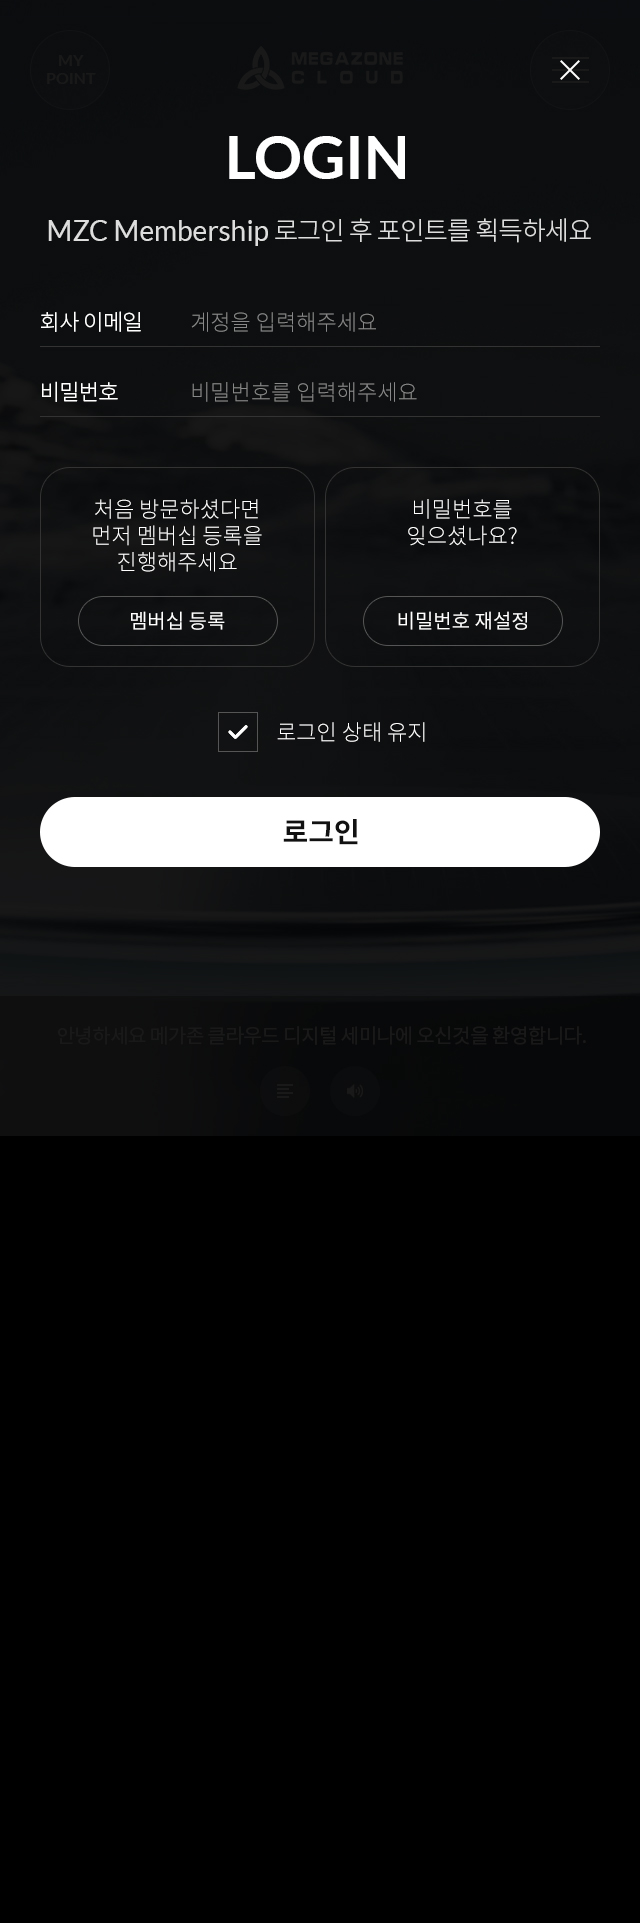 MY
POINT
MEGAZONE
CLOUD
LOGIN
MZC Membership 로그인 후 포인트를 획득하세요
회사 이메일 계정을 입력해주세요
비밀번호 비밀번호를 입력해주세요
처음 방문하셨다면
먼저 멤버십 등록을
진행해주세요
멤버십 등록
비밀번호를
잊으셨나요?
비밀번호 재설정
로그인 상태 유지
로그인
안녕하세요 메가존 클라우드 디지털 세미나에 오신것을 환영합니다.